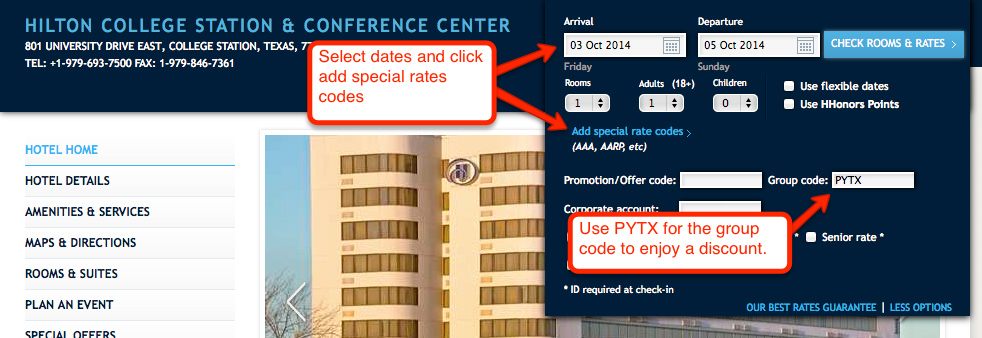 HILTON COLLEGE STATION & CONFERENCE CENTER
801 UNIVERSITY DRIVE EAST, COLLEGE STATION, TEXAS, 77
TEL: +1-979-693-7500 FAX: 1-979-846-7361
Select dates and click
add special rates
codes
HOTEL HOME
HOTEL DETAILS
AMENITIES & SERVICES
MAPS & DIRECTIONS
ROOMS & SUITES
PLAN AN EVENT
SPECIAL OFFERS
Arrival Departure
03 Oct 2014 05 Oct 2014 CHECK ROOMS & RATES >
Friday Sunday
Rooms Adults (18+) Children
1 1 0
Use flexible dates
Use HHonors Points
Add special rate codes >
(AAA, AARP, etc)
Promotion/Offer code: Group code: PYTX
Corporate account:
Use PYTX for the group
code to enjoy a discount.
* Senior rate *
* ID required at check-in
OUR BEST RATES GUARANTEE | LESS OPTIONS